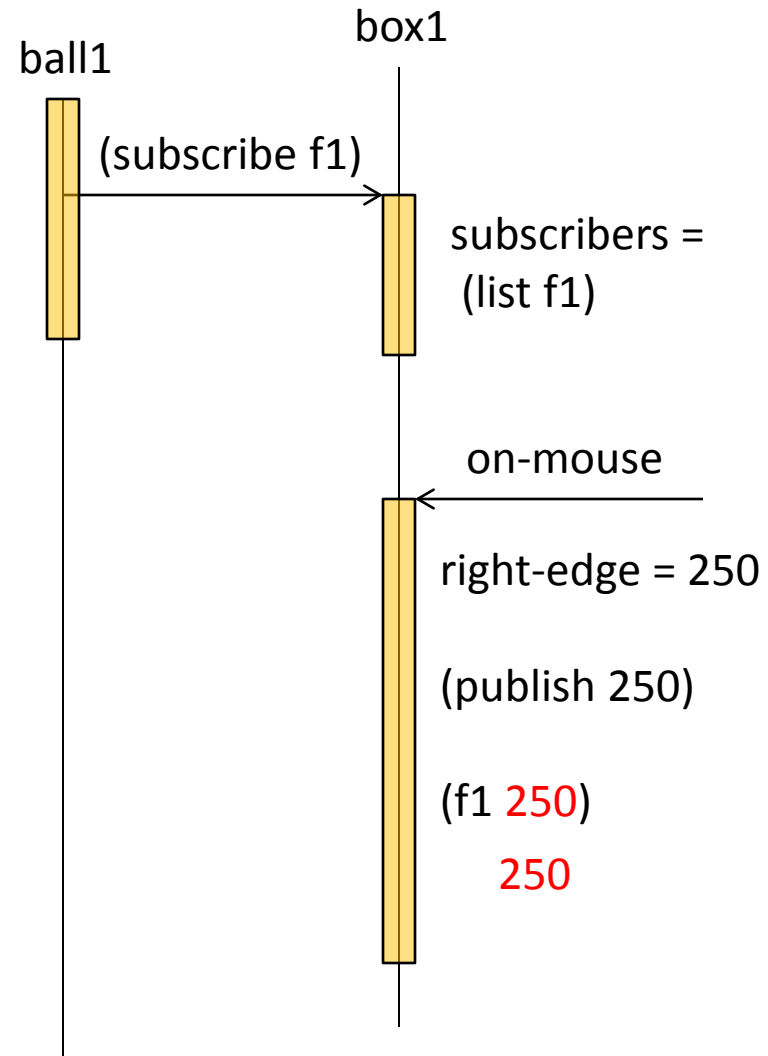 box1
ball1
(subscribe f1)
subscribers =
(list f1)
on-mouse
right-edge = 250
(publish 250)
(f1 250)
250